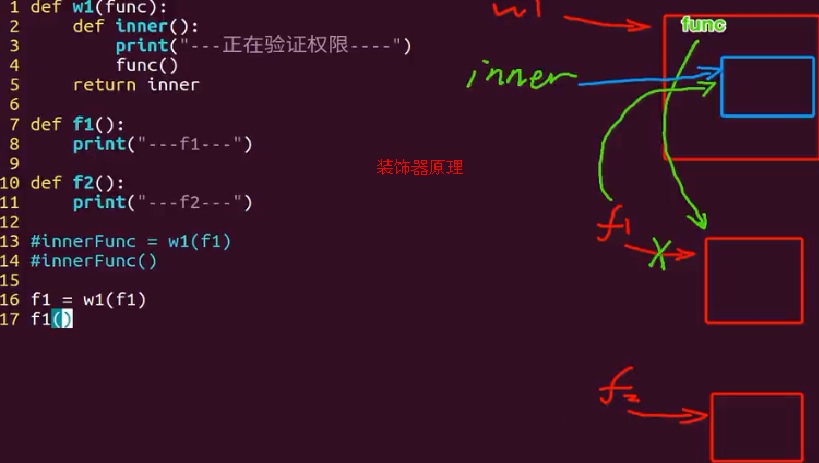 1 def w1(func):
2     def inner():
3         print("---正在验证权限----")
4         func()
5     return inner
6
7 def f1():
8     print("---f1---")
9
10 def f2():
11     print("---f2---")
12
13 #innerFunc = w1(f1)
14 #innerFunc()
15
16 f1 = w1(f1)
17 f1()
装饰器原理
w1
func
inner
f1
f2